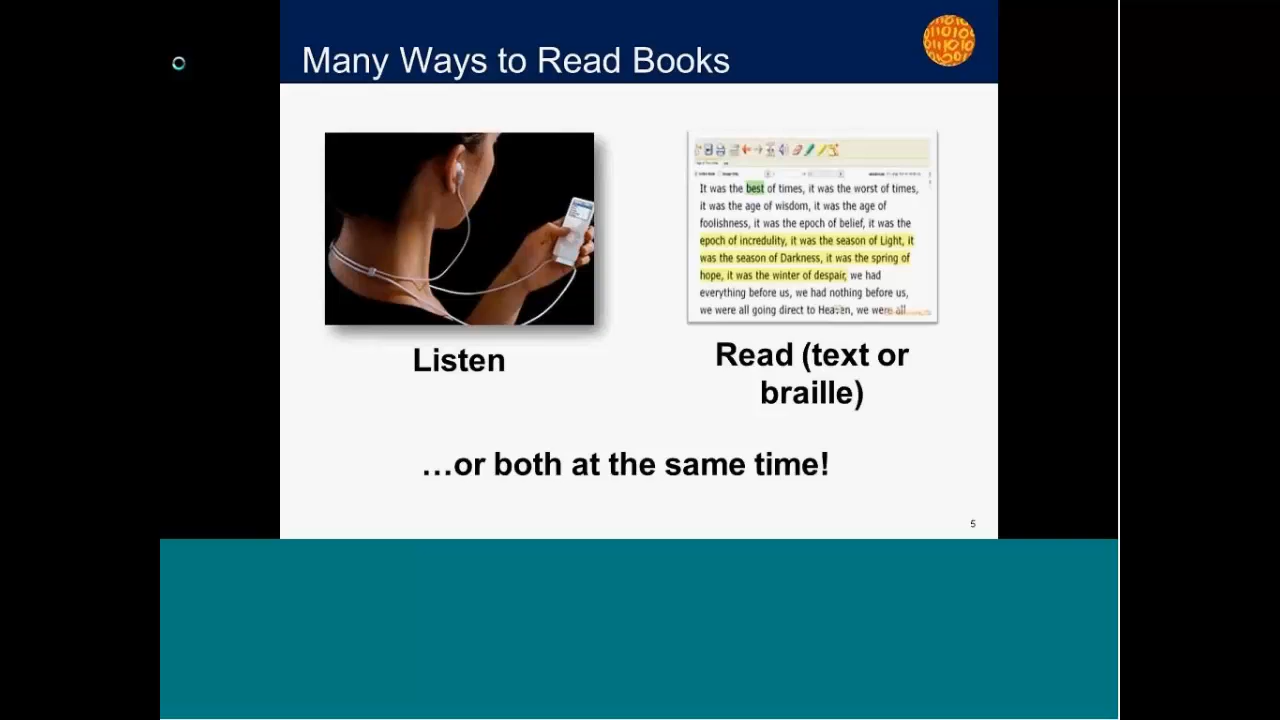 Many Ways to Read Books
It was the best of times, it was the worst of times,
it was the age of wisdom, it was the age of
foolishness, it was the epoch of belief, it was the
epoch of incredulity, it was the season of Light, it
was the season of Darkness, it was the spring of
hope, it was the winter of despair, we had
everything before us, we had nothing before us,
we were all going direct to Heaven, we were all
Listen
Read (text or
braille)
…or both at the same time!
5